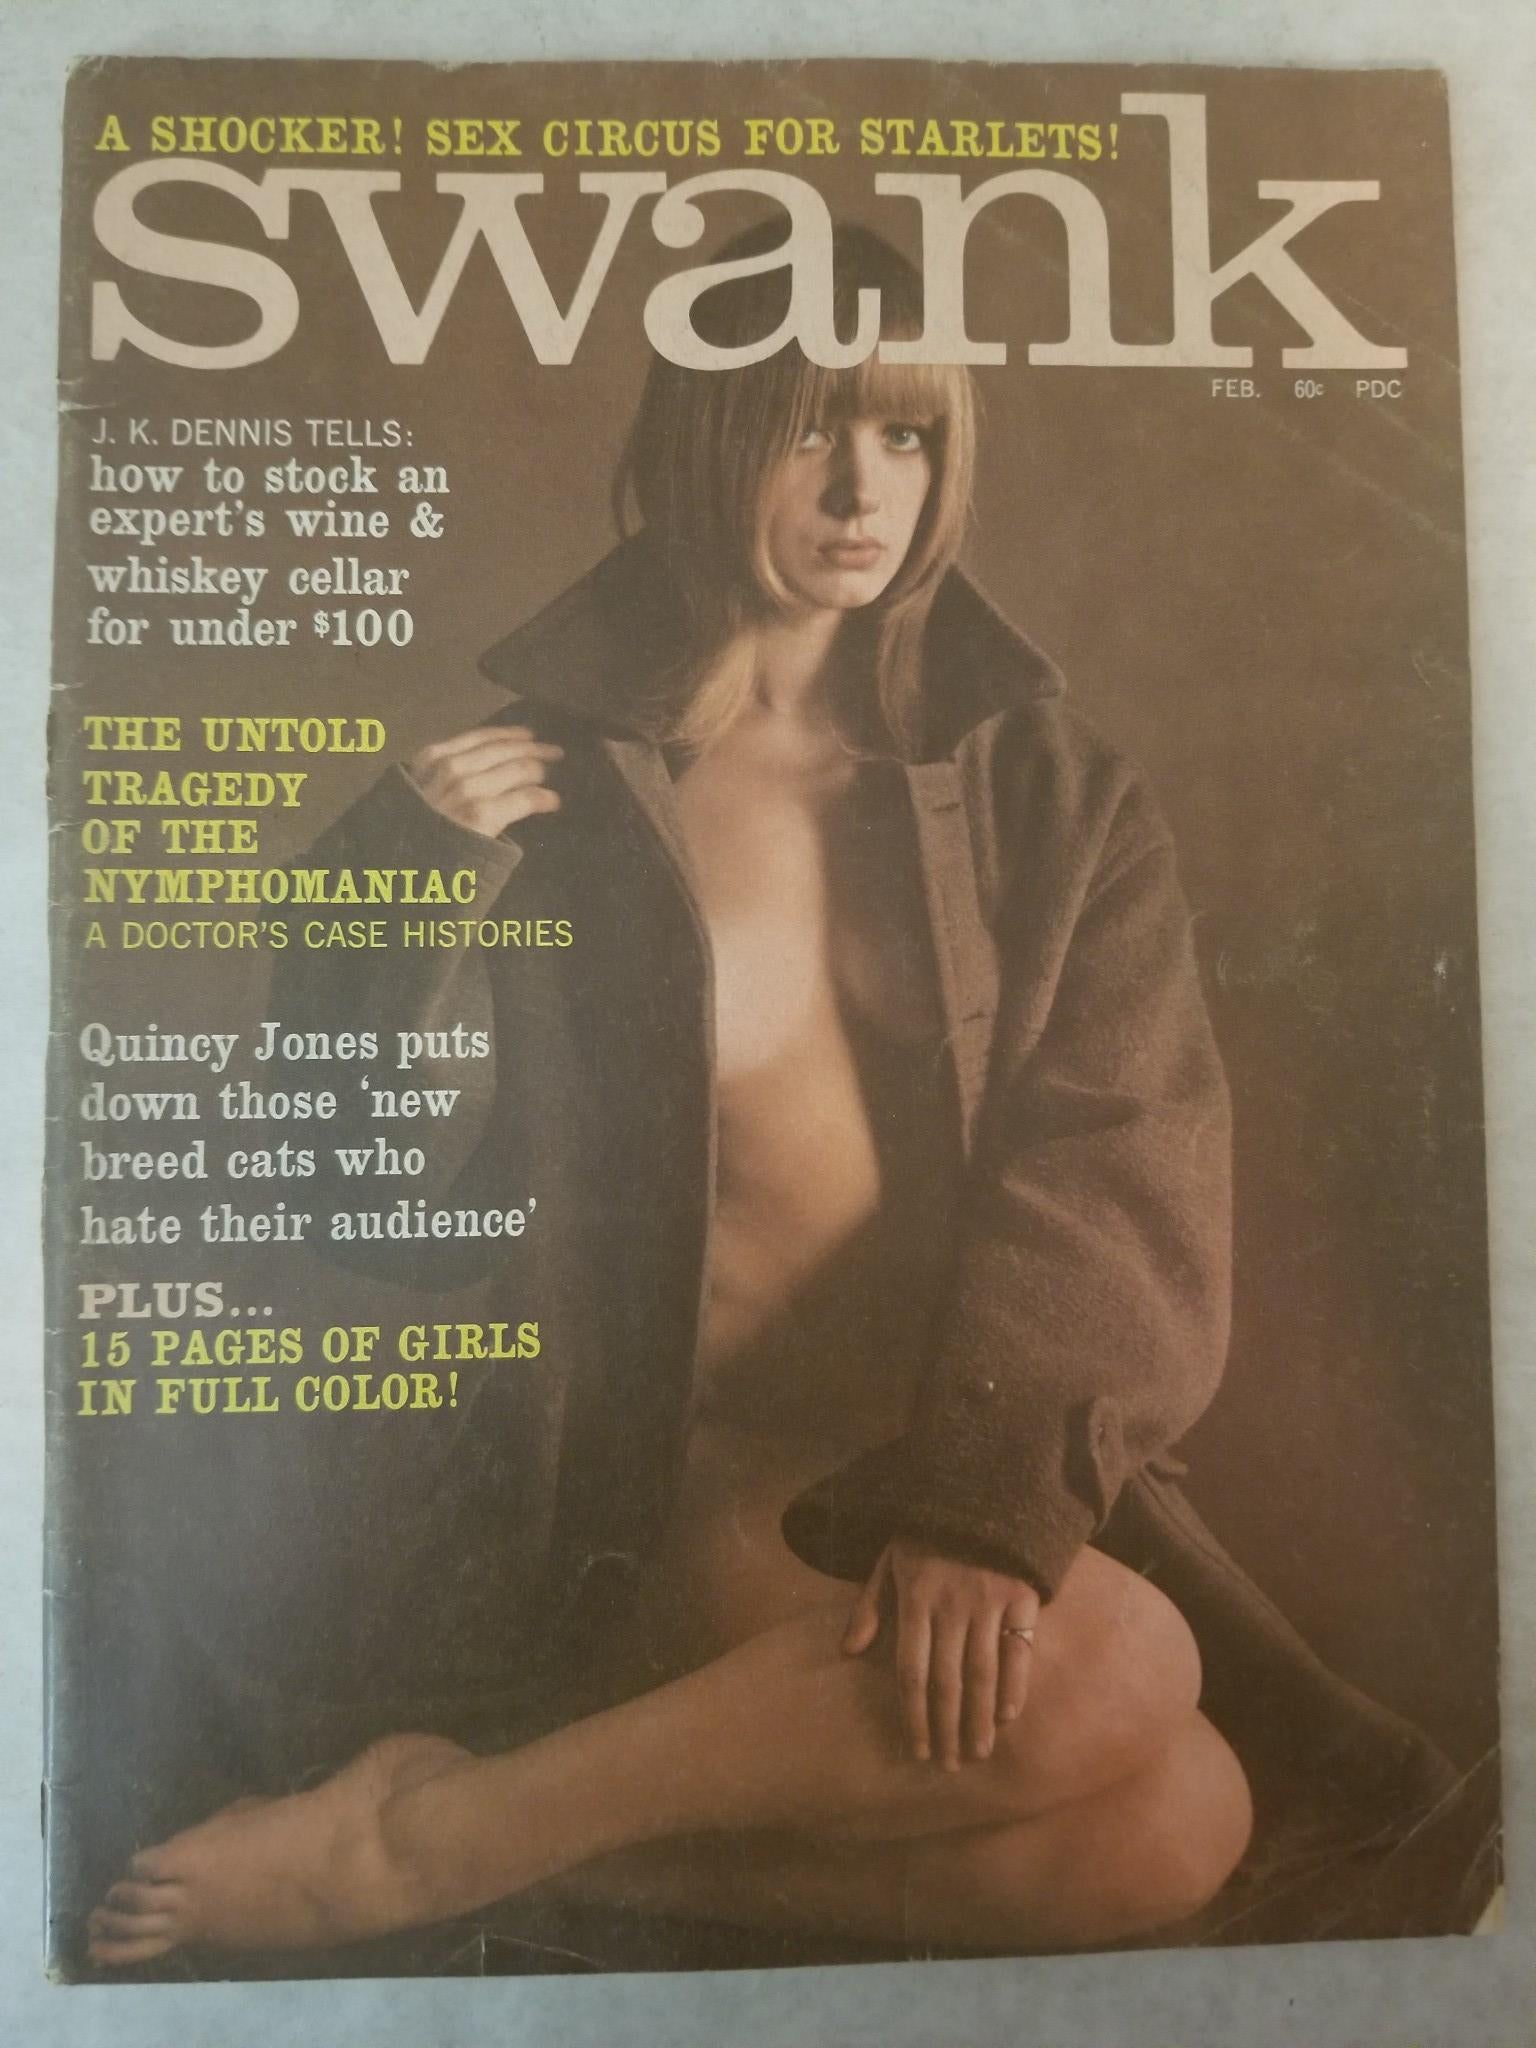 A SHOCKER! SEX CIRCUS FOR STARLETS!
swank
FEB. 60c PDC
J. K. DENNIS TELLS:
how to stock an
expert's wine &
whiskey cellar
for under $100
THE UNTOLD
TRAGEDY
OF THE
NYMPHOMANIAC
A DOCTOR'S CASE HISTORIES
Quincy Jones puts
down those 'new
breed cats who
hate their audience'
PLUS...
15 PAGES OF GIRLS
IN FULL COLOR!